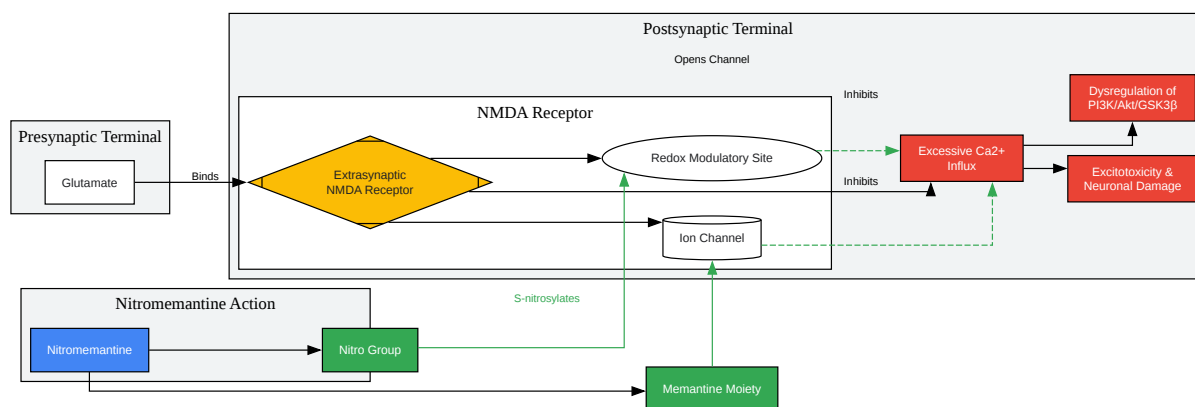 Postsynaptic Terminal
Opens Channel
Inhibits
Dysregulation of
PI3K/Akt/GSK3β
NMDA Receptor
Presynaptic Terminal
Glutamate
Binds
Extrasynaptic
NMDA Receptor
Redox Modulatory Site
Inhibits
Excessive Ca2+
Influx
Excitotoxicity &
Neuronal Damage
Ion Channel
Nitromemantine Action
S-nitrosylates
Nitromemantine
Nitro Group
Memantine Moiety